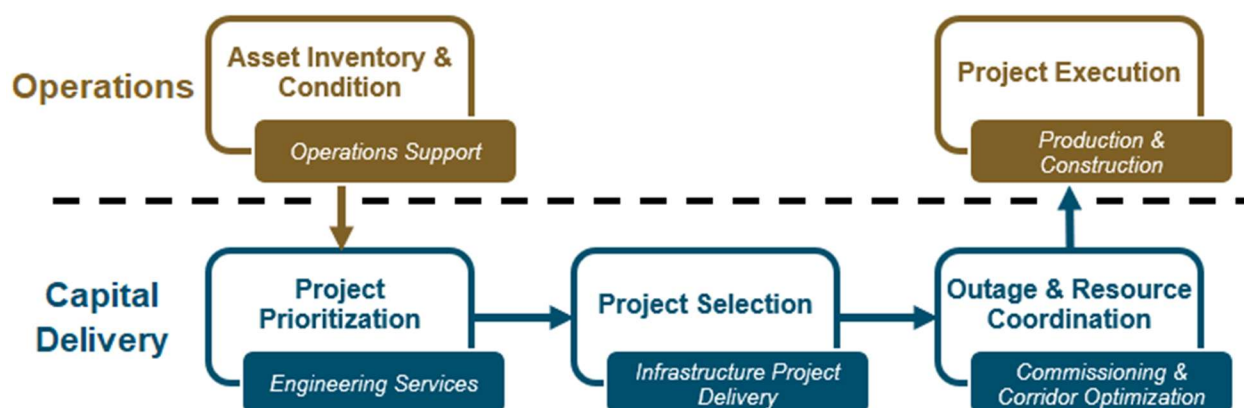 Operations
Asset Inventory &
Condition
Operations Support
Project Execution
Production &
Construction
Capital
Delivery
Project
Prioritization
Engineering Services
Project Selection
Infrastructure Project
Delivery
Outage & Resource
Coordination
Commissioning &
Corridor Optimization